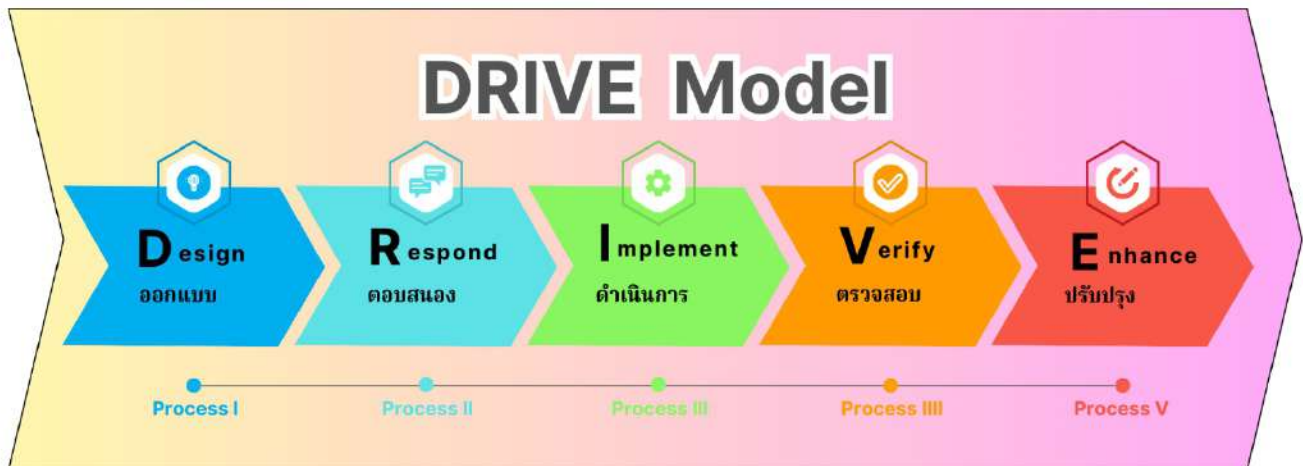 DRIVE Model
Design
ออกแบบ
Respond
ตอบสนอง
Implement
ดำเนินการ
Verify
ตรวจสอบ
Enhance
ปรับปรุง
Process I
Process II
Process III
Process IIII
Process V